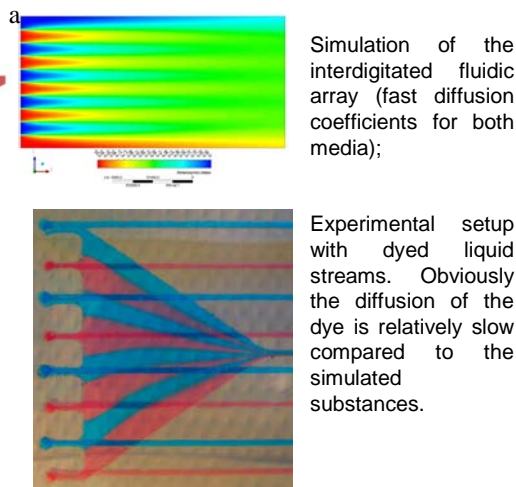 a
Simulation of the
interdigitated fluidic
array (fast diffusion
coefficients for both
media);
Experimental setup
with dyed liquid
streams. Obviously
the diffusion of the
dye is relatively slow
compared to the
simulated
substances.